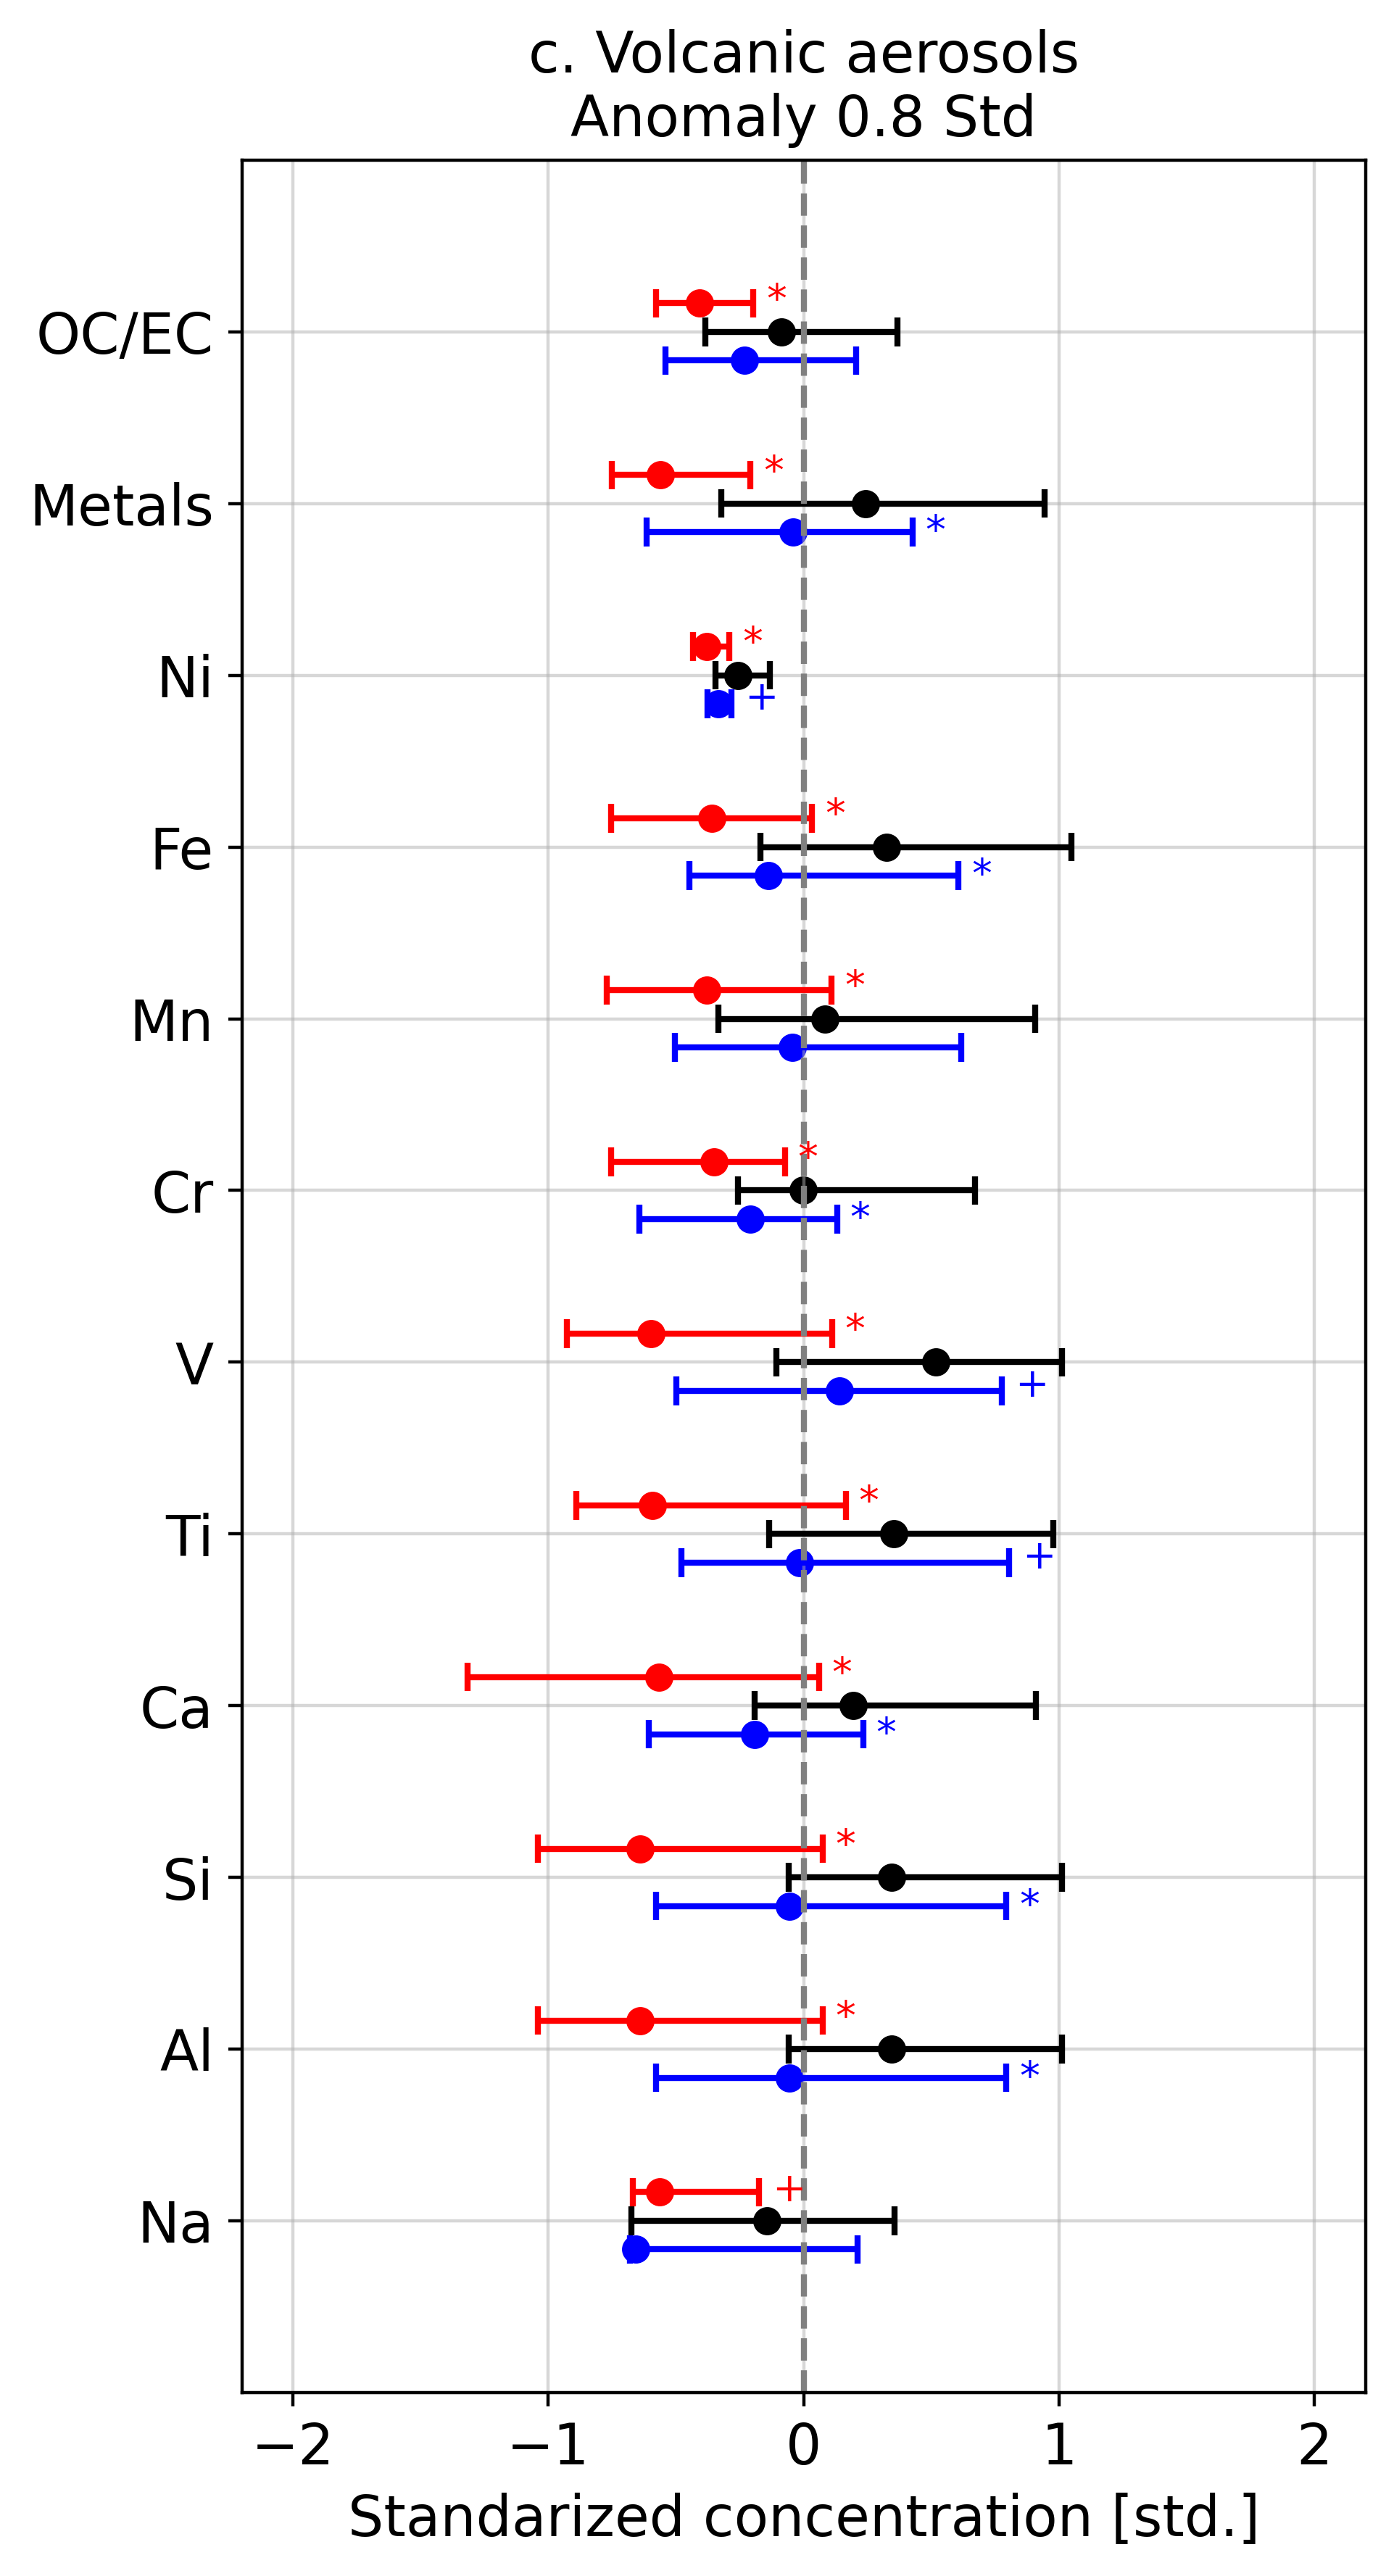 c. Volcanic aerosols
Anomaly 0.8 Std
OC/EC
*
Metals
*
*
Ni
*
+
Fe
*
*
Mn
*
Cr
*
*
V
*
+
Ti
*
+
Ca
*
*
Si
*
*
Al
*
*
Na
+
−2 −1 0 1 2
Standarized concentration [std.]